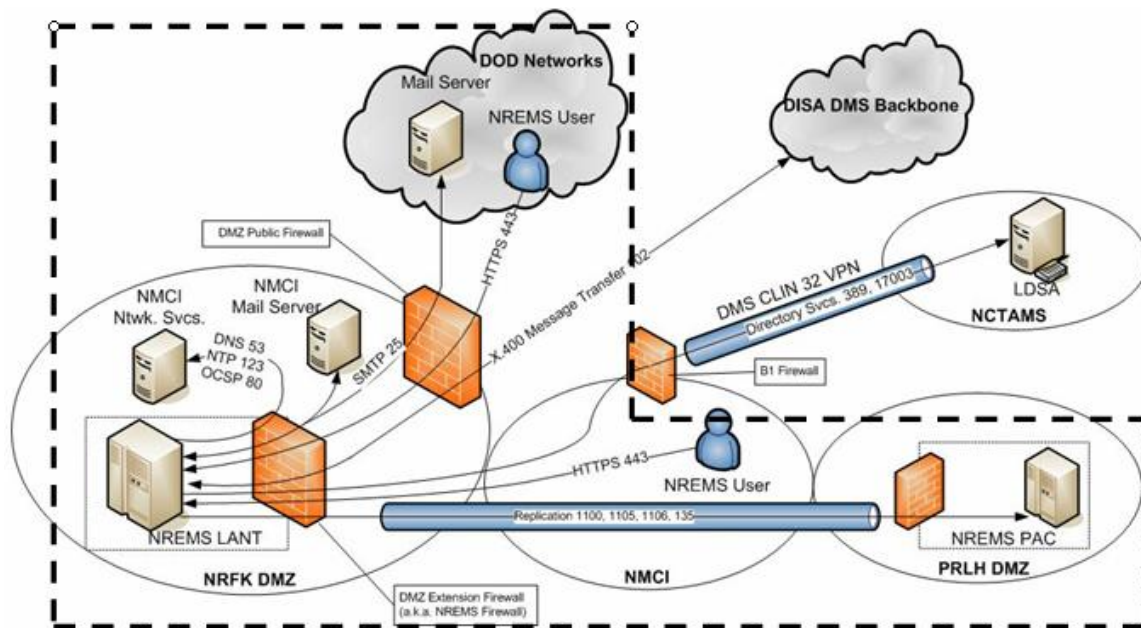 DOD Networks
Mail Server
NREMS User
DISA DMS Backbone
DMZ Public Firewall
HTTPS 443
X.400 Message Transfer 102
DMS CLIN 32 VPN
Directory Svcs. 389, 17003
LDSA
NCTAMS
NMCI
Ntwk. Svcs.
NMCI
Mail Server
DNS 53
NTP 123
OCSP 80
SMTP 25
B1 Firewall
HTTPS 443
NREMS User
Replication 1100, 1105, 1106, 135
NREMS LANT
NRFK DMZ
NMCI
NREMS PAC
PRLH DMZ
DMZ Extension Firewall
(a.k.a. NREMS Firewall)